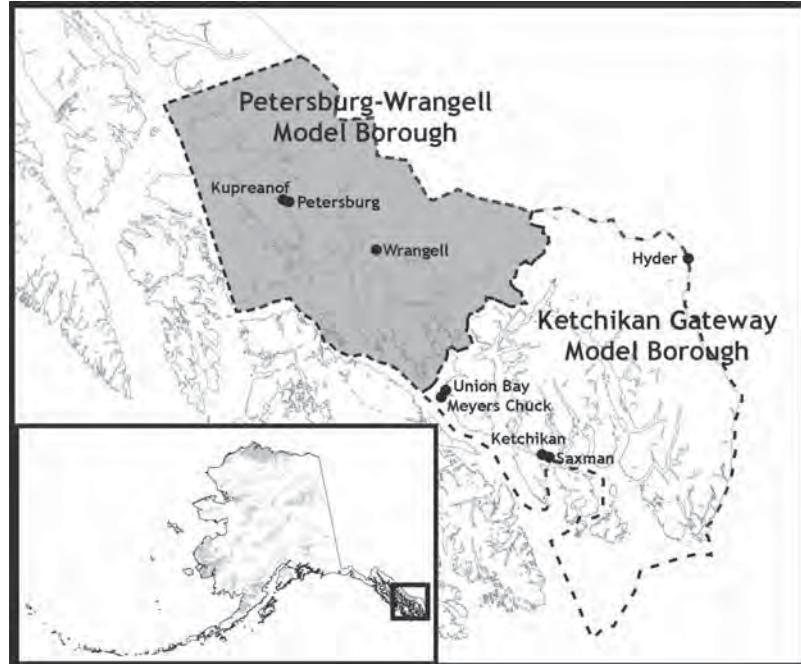 Petersburg-Wrangell
Model Borough
Kupreanof
Petersburg
Wrangell
Hyder
Ketchikan Gateway
Model Borough
Union Bay
Meyers Chuck
Ketchikan
Saxman